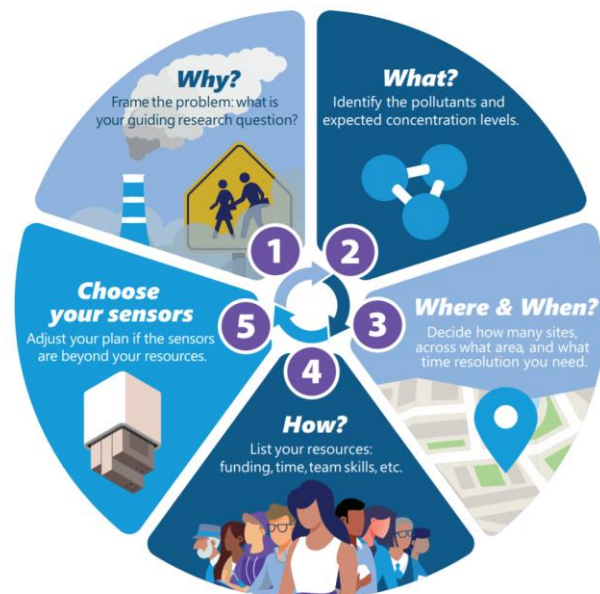 Why?
Frame the problem: what is
your guiding research question?
1
What?
Identify the pollutants and
expected concentration levels.
2
Where & When?
Decide how many sites,
across what area, and what
time resolution you need.
3
How?
List your resources:
funding, time, team skills, etc.
4
Choose
your sensors
Adjust your plan if the sensors
are beyond your resources.
5